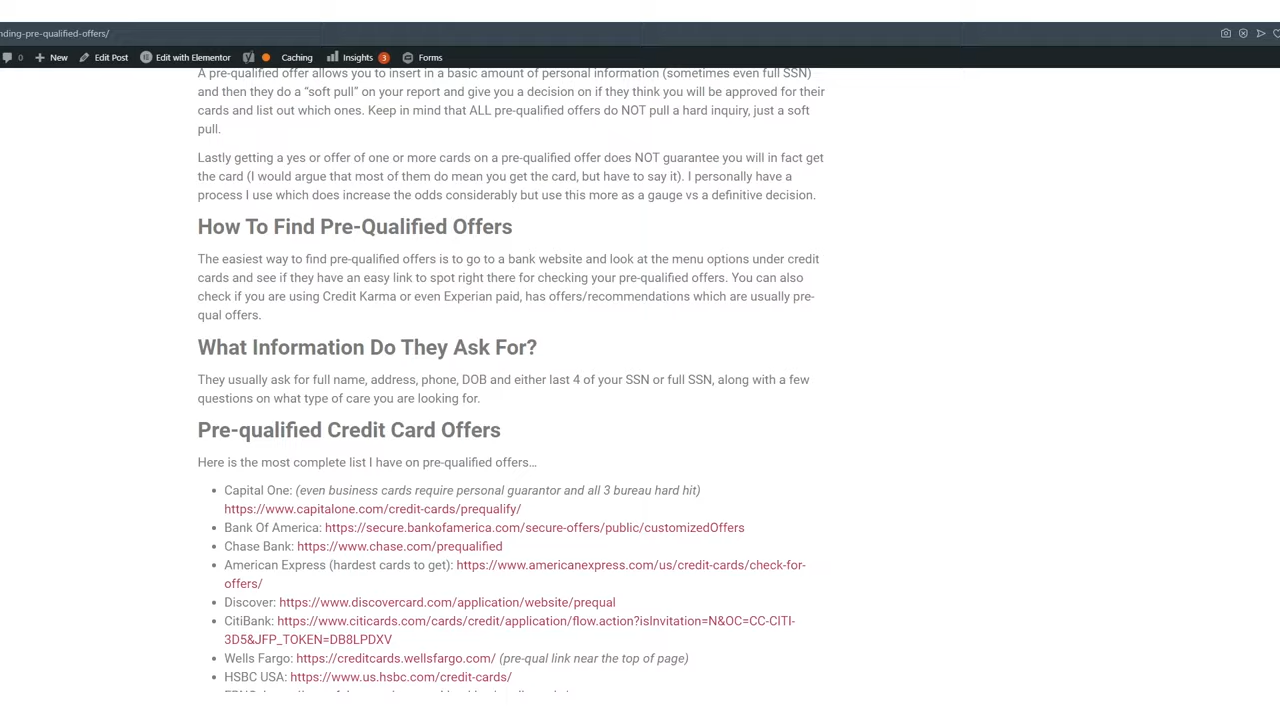 nding-pre-qualified-offers/
0 New Edit Post Edit with Elementor Caching Insights 3 Forms
A pre-qualified offer allows you to insert in a basic amount of personal information (sometimes even full SSN)
and then they do a “soft pull” on your report and give you a decision on if they think you will be approved for their
cards and list out which ones. Keep in mind that ALL pre-qualified offers do NOT pull a hard inquiry, just a soft
pull.
Lastly getting a yes or offer of one or more cards on a pre-qualified offer does NOT guarantee you will in fact get
the card (I would argue that most of them do mean you get the card, but have to say it). I personally have a
process I use which does increase the odds considerably but use this more as a gauge vs a definitive decision.
How To Find Pre-Qualified Offers
The easiest way to find pre-qualified offers is to go to a bank website and look at the menu options under credit
cards and see if they have an easy link to spot right there for checking your pre-qualified offers. You can also
check if you are using Credit Karma or even Experian paid, has offers/recommendations which are usually pre-
qual offers.
What Information Do They Ask For?
They usually ask for full name, address, phone, DOB and either last 4 of your SSN or full SSN, along with a few
questions on what type of care you are looking for.
Pre-qualified Credit Card Offers
Here is the most complete list I have on pre-qualified offers…
• Capital One: (even business cards require personal guarantor and all 3 bureau hard hit)
https://www.capitalone.com/credit-cards/prequalify/
• Bank Of America: https://secure.bankofamerica.com/secure-offers/public/customizedOffers
• Chase Bank: https://www.chase.com/prequalified
• American Express (hardest cards to get): https://www.americanexpress.com/us/credit-cards/check-for-
offers/
• Discover: https://www.discovercard.com/application/website/prequal
• CitiBank: https://www.citicards.com/cards/credit/application/flow.action?isInvitation=N&OC=CC-CITI-
3D5&JFP_TOKEN=DB8LPDXV
• Wells Fargo: https://creditcards.wellsfargo.com/ (pre-qual link near the top of page)
• HSBC USA: https://www.us.hsbc.com/credit-cards/